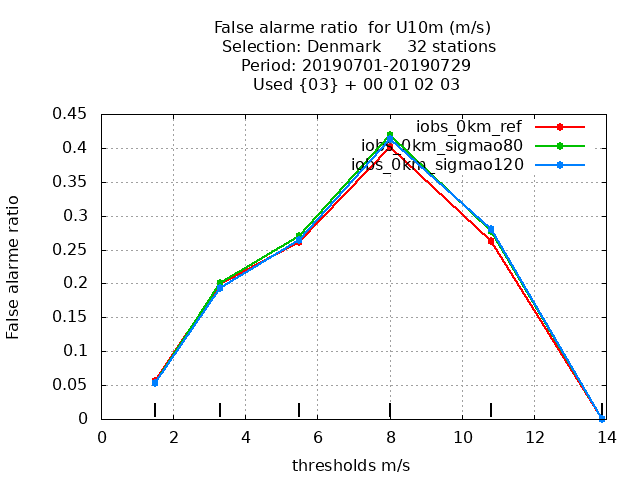 False alarme ratio  for U10m (m/s)
Selection: Denmark     32 stations
Period: 20190701-20190729
Used {03} + 00 01 02 03
iobs_0km_ref
iobs_0km_sigmao80
iobs_0km_sigmao120
False alarme ratio
0.45
0.4
0.35
0.3
0.25
0.2
0.15
0.1
0.05
0
0 2 4 6 8 10 12 14
thresholds m/s